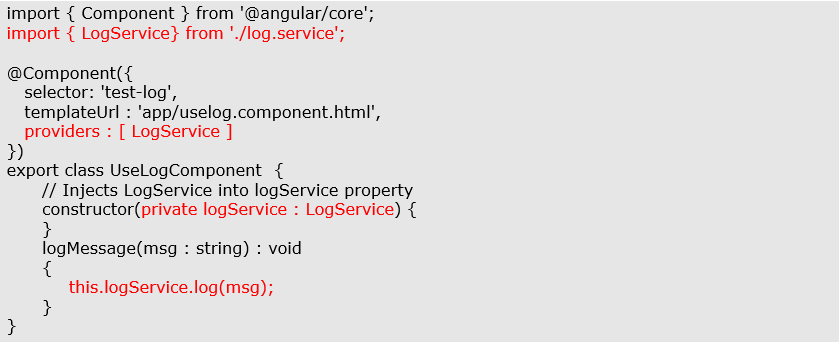 import { Component } from '@angular/core';
import { LogService} from './log.service';
@Component({
selector: 'test-log',
templateUrl : 'app/uselog.component.html',
providers : [ LogService ]
})
export class UseLogComponent {
// Injects LogService into logService property
constructor(private logService : LogService) {
}
logMessage(msg : string) : void
{
this.logService.log(msg);
}
}